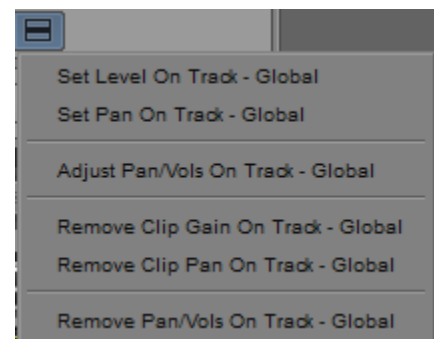 Set Level On Track - Global
Set Pan On Track - Global
Adjust Pan/Vols On Track - Global
Remove Clip Gain On Track - Global
Remove Clip Pan On Track - Global
Remove Pan/Vols On Track - Global